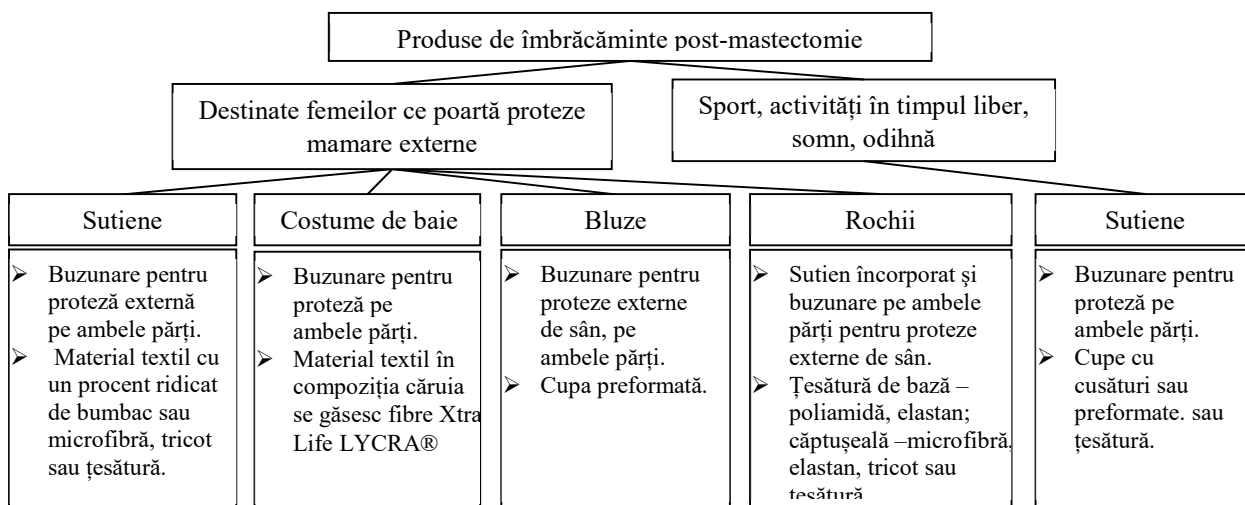 Produse de îmbrăcăminte post-mastectomie
Destinate femeilor ce poartă proteze
mamare externe
Sport, activități în timpul liber,
somn, odihnă
Sutiene
Costume de baie
Bluze
Rochii
Sutiene
➢ Buzunare pentru
proteză externă
pe ambele părți.
➢ Material textil cu
un procent ridicat
de bumbac sau
microfibră, tricot
sau țesătură.
➢ Buzunare pentru
proteză pe
ambele părți.
➢ Material textil în
compoziția căruia
se găsesc fibre Xtra
Life LYCRA®
➢ Buzunare pentru
proteze externe
de sân, pe
ambele părți.
➢ Cupa preformată.
➢ Sutien încorporat şi
buzunare pe ambele
părți pentru proteze
externe de sân.
➢ Țesătură de bază –
poliamidă, elastan;
căptușeală –microfibră,
elastan, tricot sau
țesătură
➢ Buzunare pentru
proteză pe
ambele părți.
➢ Cupe cu
cusături sau
preformate. sau
țesătură.